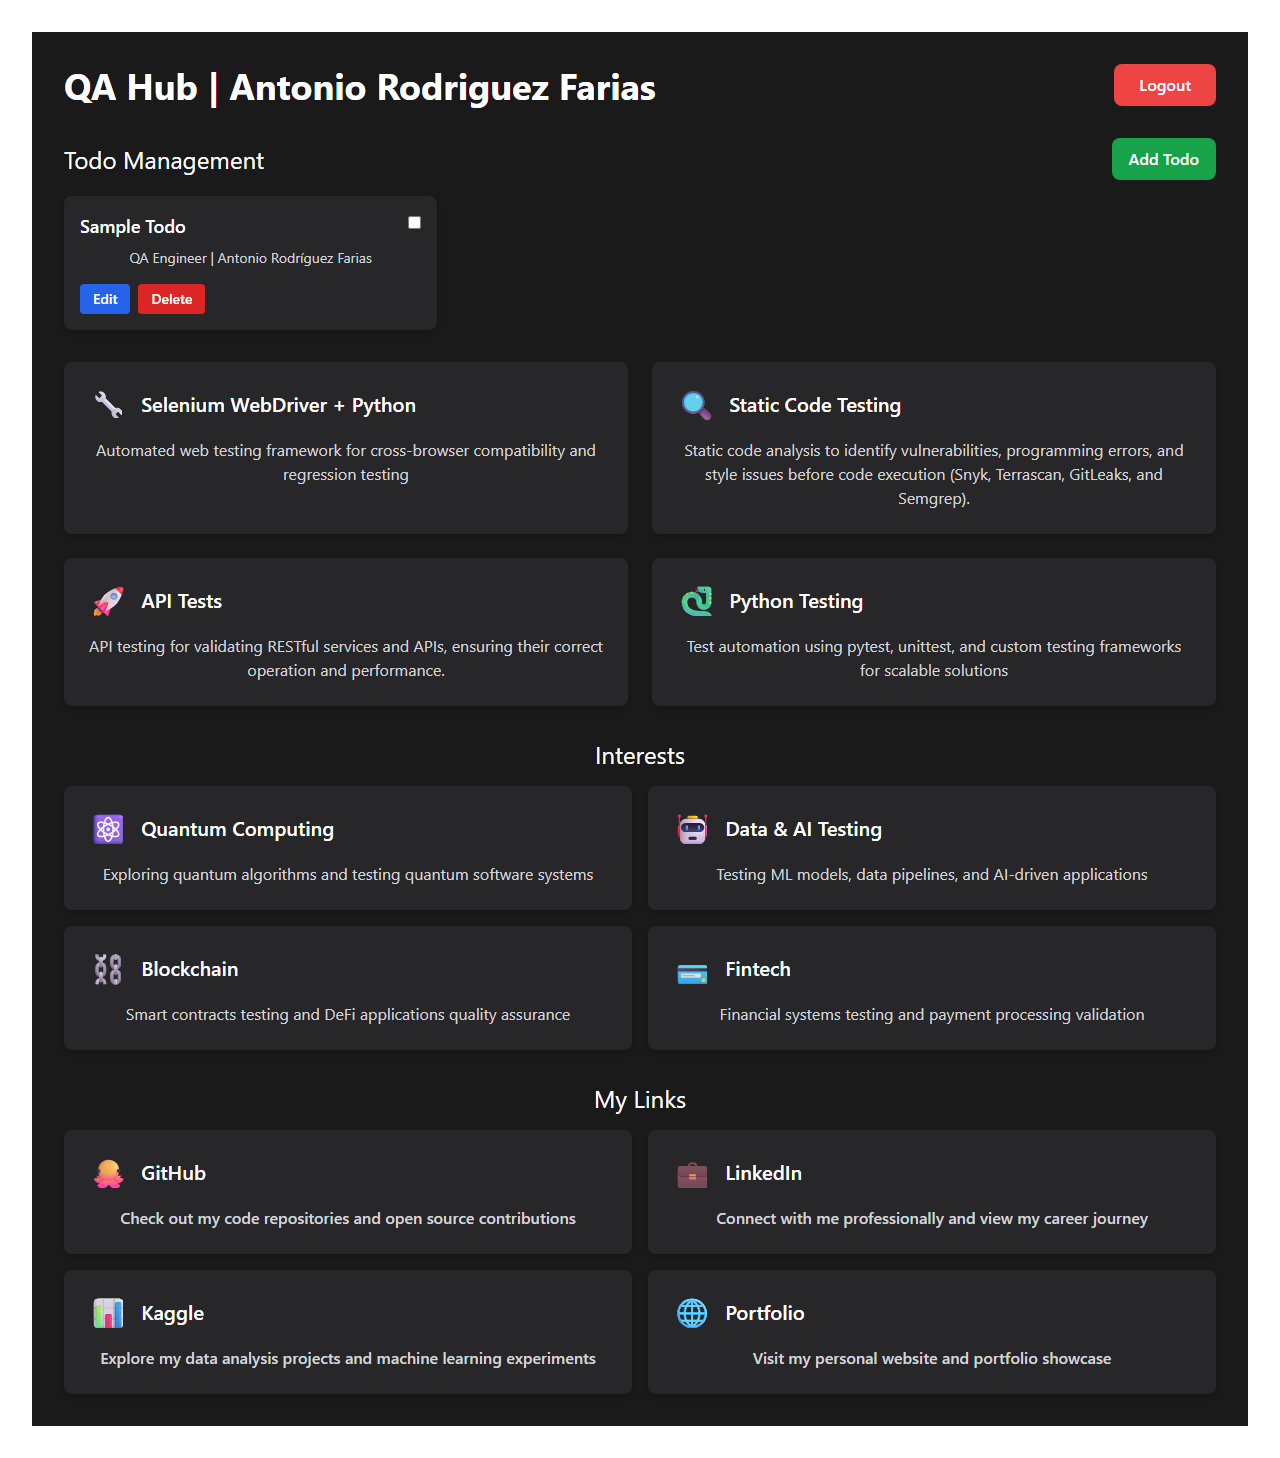 QA Hub | Antonio Rodriguez Farias
Logout
Todo Management
Add Todo
Sample Todo
QA Engineer | Antonio Rodríguez Farias
Edit
Delete
Selenium WebDriver + Python
Automated web testing framework for cross-browser compatibility and
regression testing
Static Code Testing
Static code analysis to identify vulnerabilities, programming errors, and
style issues before code execution (Snyk, Terrascan, GitLeaks, and
Semgrep).
API Tests
API testing for validating RESTful services and APIs, ensuring their correct
operation and performance.
Python Testing
Test automation using pytest, unittest, and custom testing frameworks
for scalable solutions
Interests
Quantum Computing
Exploring quantum algorithms and testing quantum software systems
Data & AI Testing
Testing ML models, data pipelines, and AI-driven applications
Blockchain
Smart contracts testing and DeFi applications quality assurance
Fintech
Financial systems testing and payment processing validation
My Links
GitHub
Check out my code repositories and open source contributions
LinkedIn
Connect with me professionally and view my career journey
Kaggle
Explore my data analysis projects and machine learning experiments
Portfolio
Visit my personal website and portfolio showcase